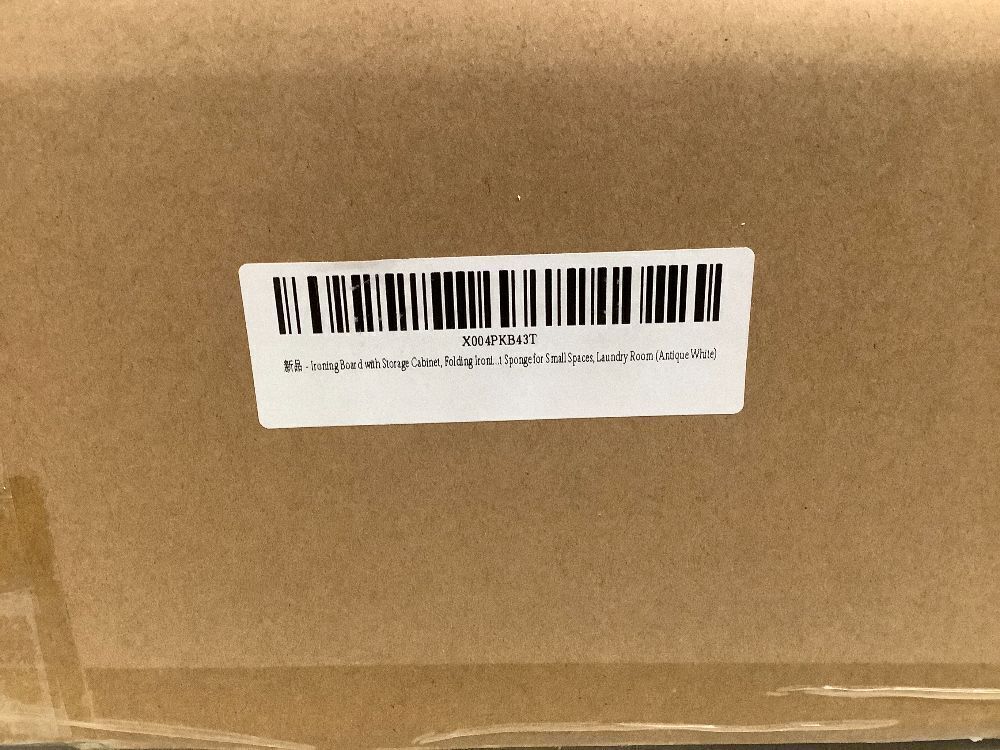 X004PKB43T
新品 - Ironing Board with Storage Cabinet, Folding Ironi...t Sponge for Small Spaces, Laundry Room (Antique White)